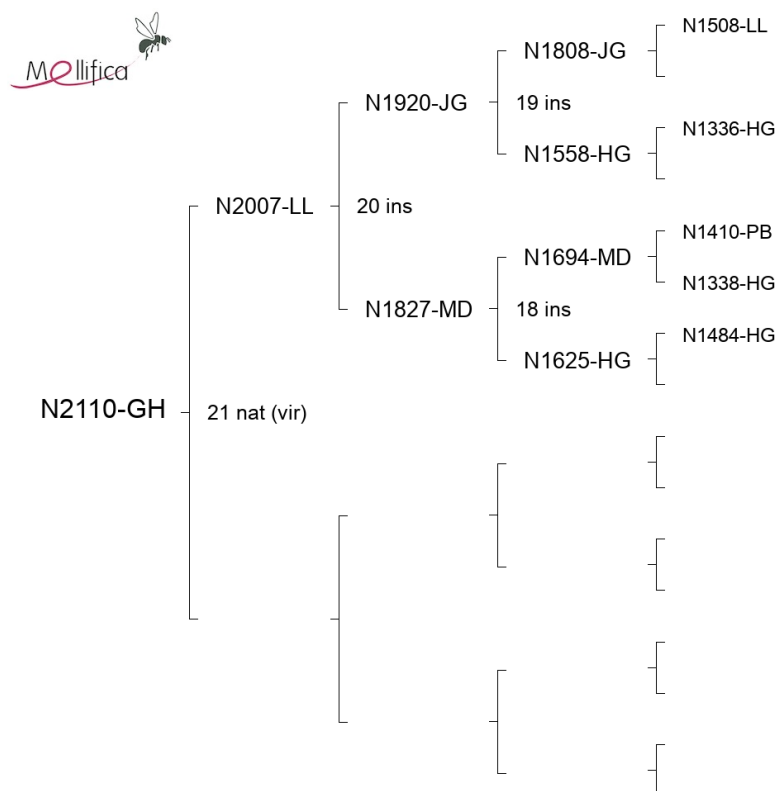 Mellifica
N1508-LL
N1808-JG
N1920-JG
19 ins
N1336-HG
N1558-HG
N2007-LL
20 ins
N1410-PB
N1694-MD
N1338-HG
N1827-MD
18 ins
N1484-HG
N1625-HG
N2110-GH
21 nat (vir)